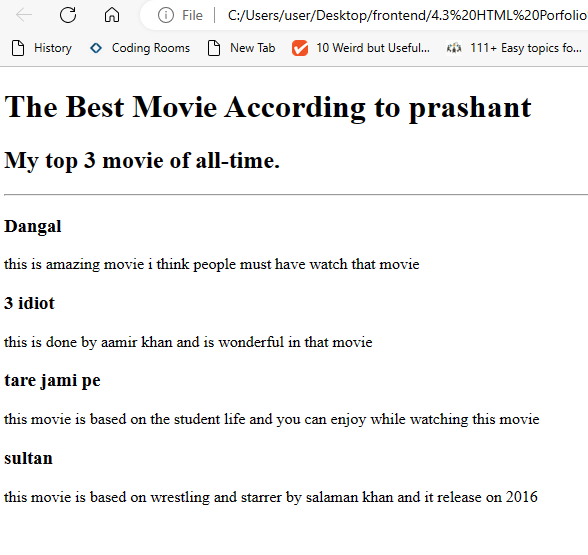 File C:/Users/user/Desktop/frontend/4.3%20HTML%20Porfolio
History Coding Rooms New Tab 10 Weird but Useful... 111+ Easy topics fo...
The Best Movie According to prashant
My top 3 movie of all-time.
Dangal
this is amazing movie i think people must have watch that movie
3 idiot
this is done by aamir khan and is wonderful in that movie
tare jami pe
this movie is based on the student life and you can enjoy while watching this movie
sultan
this movie is based on wrestling and starrer by salaman khan and it release on 2016